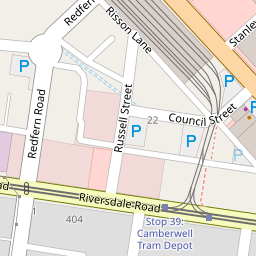 Redfern
Risson Lane
Stanley
P
P
Council Street
22
P
P
Russell Street
Redfern Road
P
8
Riversdale Road
404
Stop 39:
Camberwell
Tram Depot